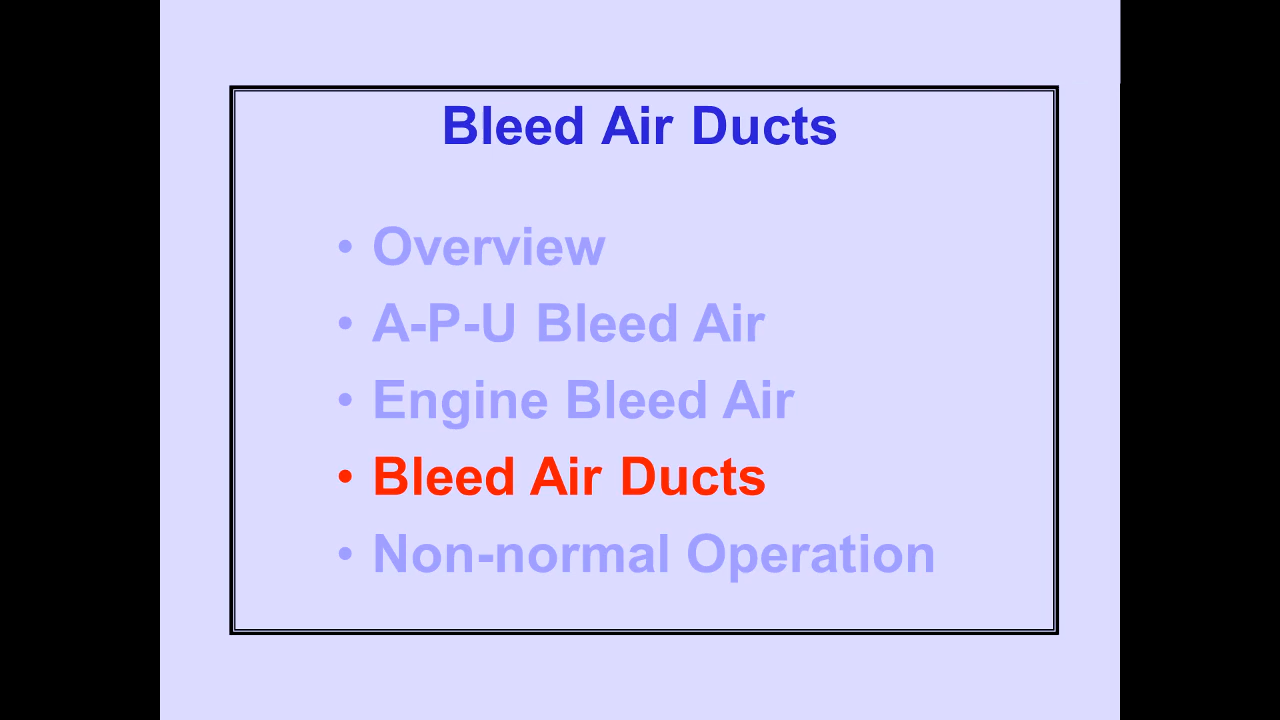 Bleed Air Ducts
• Overview
• A-P-U Bleed Air
• Engine Bleed Air
• Bleed Air Ducts
• Non-normal Operation